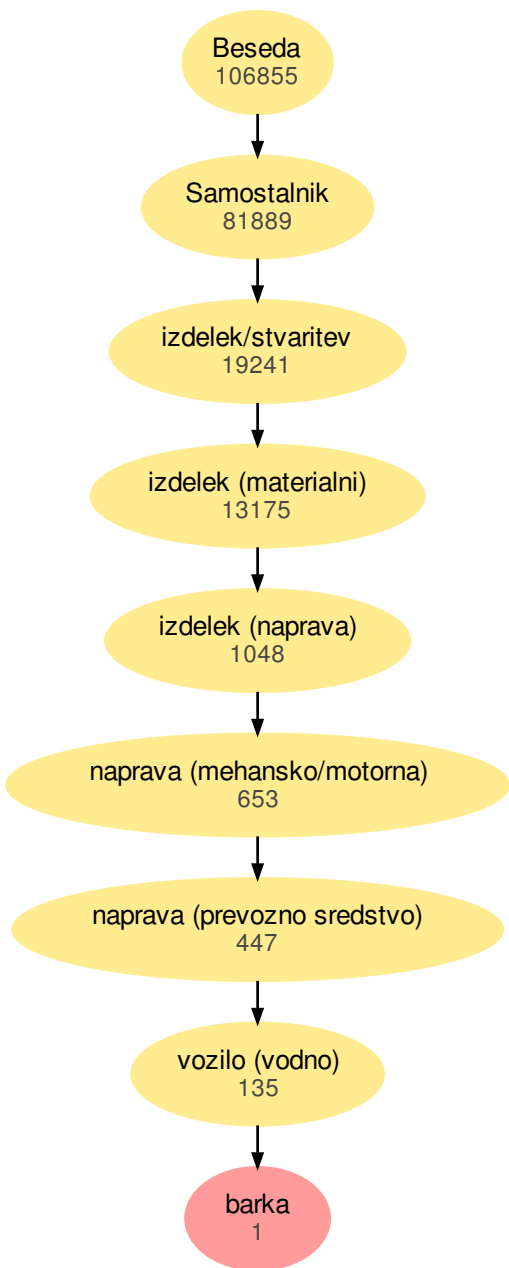 Beseda
106855
Samostalnik
81889
izdelek/stvaritev
19241
izdelek (materialni)
13175
izdelek (naprava)
1048
naprava (mehansko/motorna)
653
naprava (prevozno sredstvo)
447
vozilo (vodno)
135
barka
1